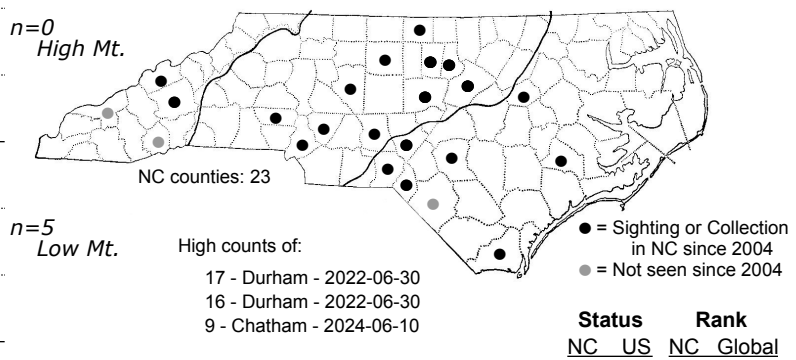 n=0
High Mt.
NC counties: 23
n=5
Low Mt.
High counts of:
17 - Durham - 2022-06-30
16 - Durham - 2022-06-30
9 - Chatham - 2024-06-10
= Sighting or Collection
in NC since 2004
= Not seen since 2004
Status Rank
NC US NC Global